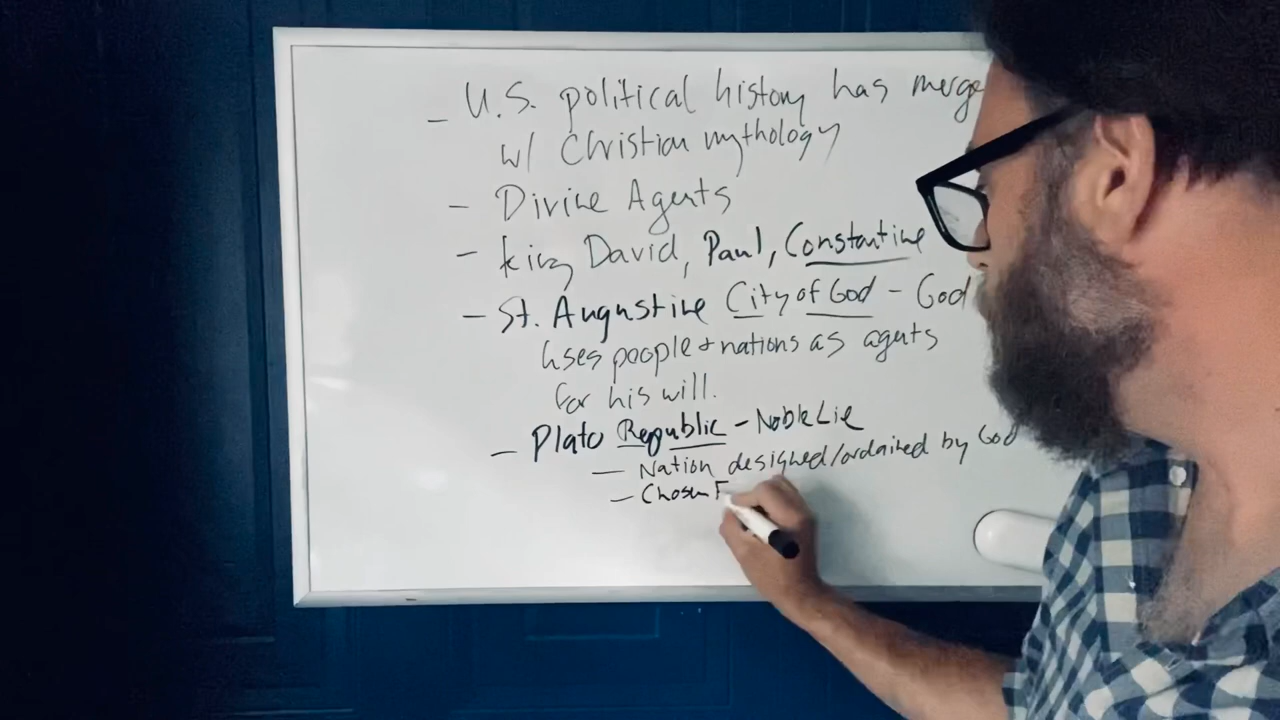 - U.S. political history has merge
w/ Christian mythology
- Divine Agents
- king David, Paul, Constantine
- St. Augustine City of God - God
uses people + nations as agents
for his will.
- Plato Republic - Noble Lie
- Nation designed/ordained by God
- Chosen